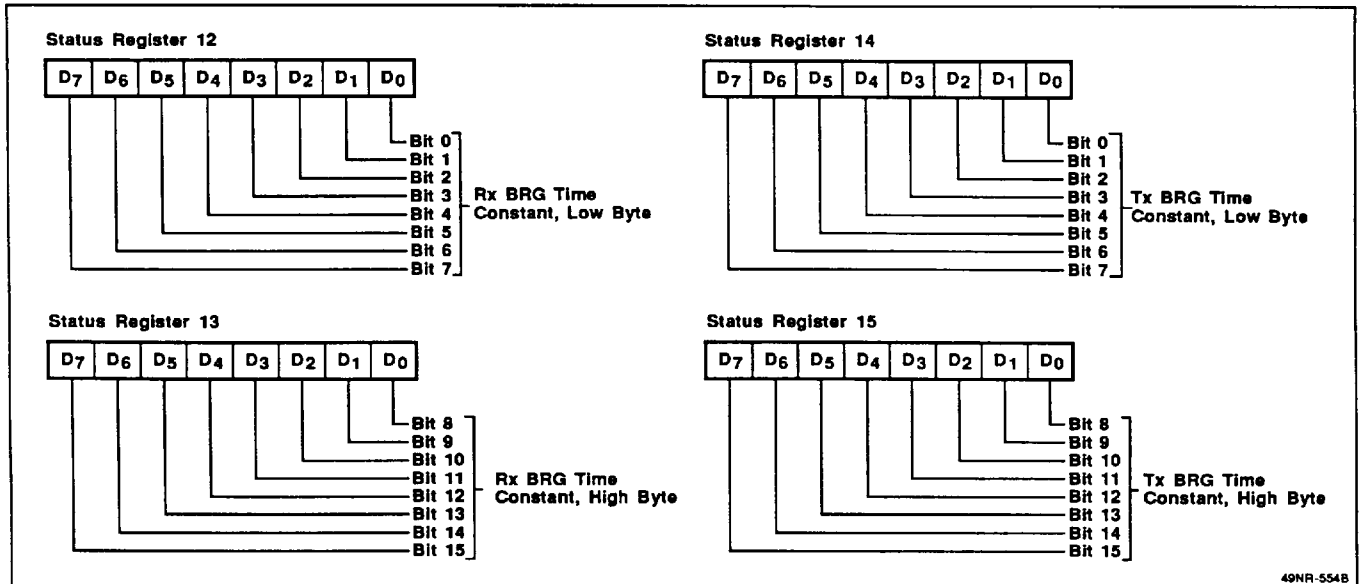 Status Register 12
D7 D6 D5 D4 D3 D2 D1 D0
Bit 0
Bit 1
Bit 2
Bit 3
Bit 4
Bit 5
Bit 6
Bit 7
Rx BRG Time
Constant, Low Byte
Status Register 14
D7 D6 D5 D4 D3 D2 D1 D0
Bit 0
Bit 1
Bit 2
Bit 3
Bit 4
Bit 5
Bit 6
Bit 7
Tx BRG Time
Constant, Low Byte
Status Register 13
D7 D6 D5 D4 D3 D2 D1 D0
Bit 8
Bit 9
Bit 10
Bit 11
Bit 12
Bit 13
Bit 14
Bit 15
Rx BRG Time
Constant, High Byte
Status Register 15
D7 D6 D5 D4 D3 D2 D1 D0
Bit 8
Bit 9
Bit 10
Bit 11
Bit 12
Bit 13
Bit 14
Bit 15
Tx BRG Time
Constant, High Byte
49NR-554B